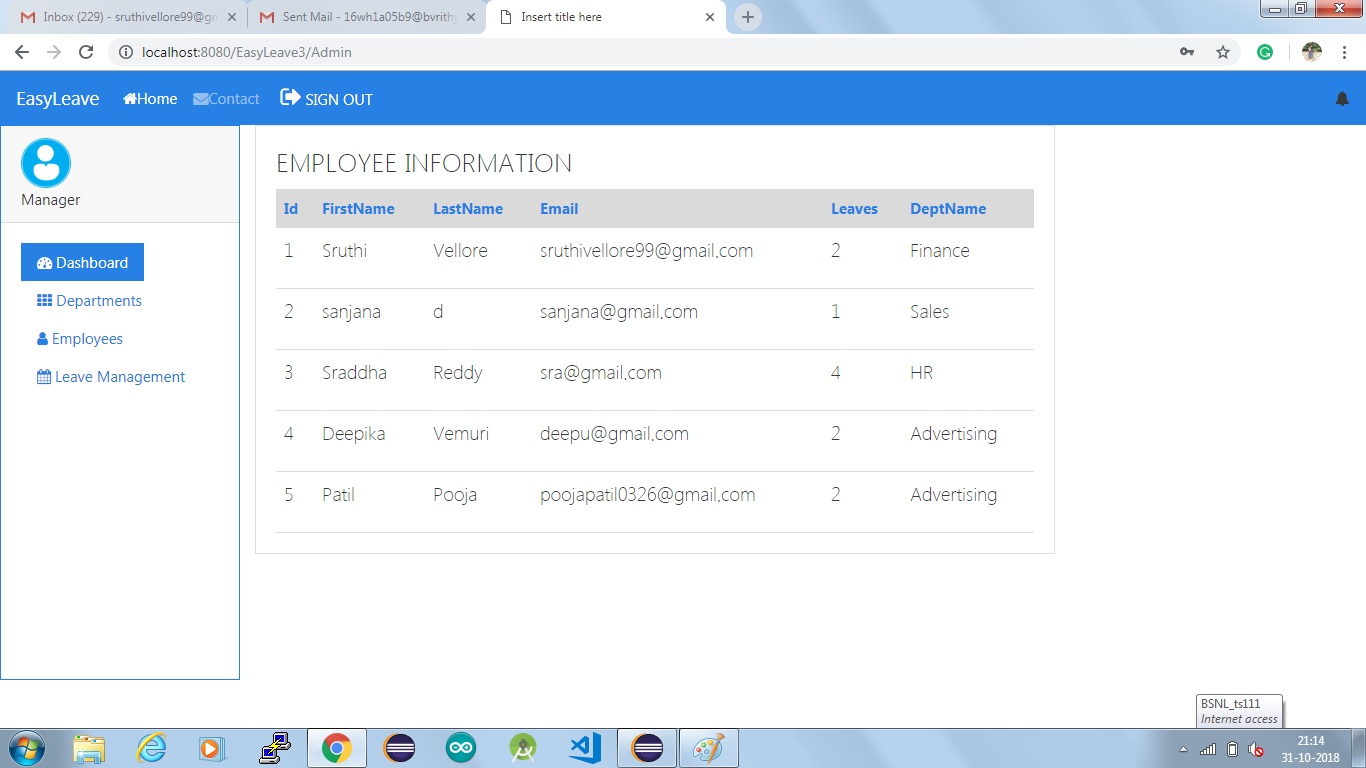 Inbox (229) - sruthivellore99@gm
Sent Mail - 16wh1a05b9@bvrithy
Insert title here
localhost:8080/EasyLeave3/Admin
EasyLeave Home Contact SIGN OUT
Manager
Dashboard
Departments
Employees
Leave Management
EMPLOYEE INFORMATION
Id FirstName LastName Email Leaves DeptName
1 Sruthi Vellore sruthivellore99@gmail.com 2 Finance
2 sanjana d sanjana@gmail.com 1 Sales
3 Sraddha Reddy sra@gmail.com 4 HR
4 Deepika Vemuri deepu@gmail.com 2 Advertising
5 Patil Pooja poojapatil0326@gmail.com 2 Advertising
BSNL_ts111
Internet access
21:14
31-10-2018